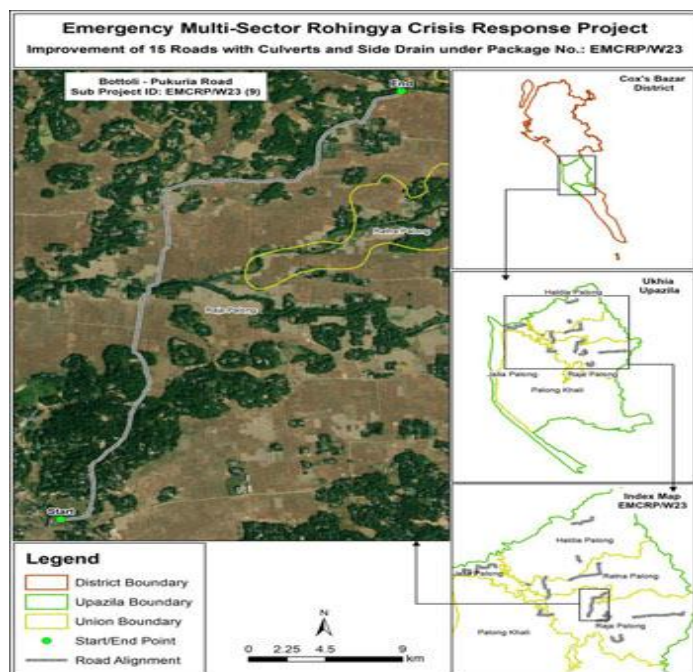 Emergency Multi-Sector Rohingya Crisis Response Project
Improvement of 15 Roads with Culverts and Side Drain under Package No.: EMCRP/W23
Bottoli - Pukuria Road
Sub Project ID: EMCRP/W23 (9)
End
Ratna Palong
Raja Palong
Start
Cox's Bazar
District
Ukhia
Upazila
Haldia Palong
Jalia Palong
Raja Palong
Palong Khali
Index Map
EMCRP/W23
Haldia Palong
Jalia Palong
Ratna Palong
Raja Palong
Palong Khali
Legend
District Boundary
Upazila Boundary
Union Boundary
Start/End Point
Road Alignment
N
0 2.25 4.5 9
km